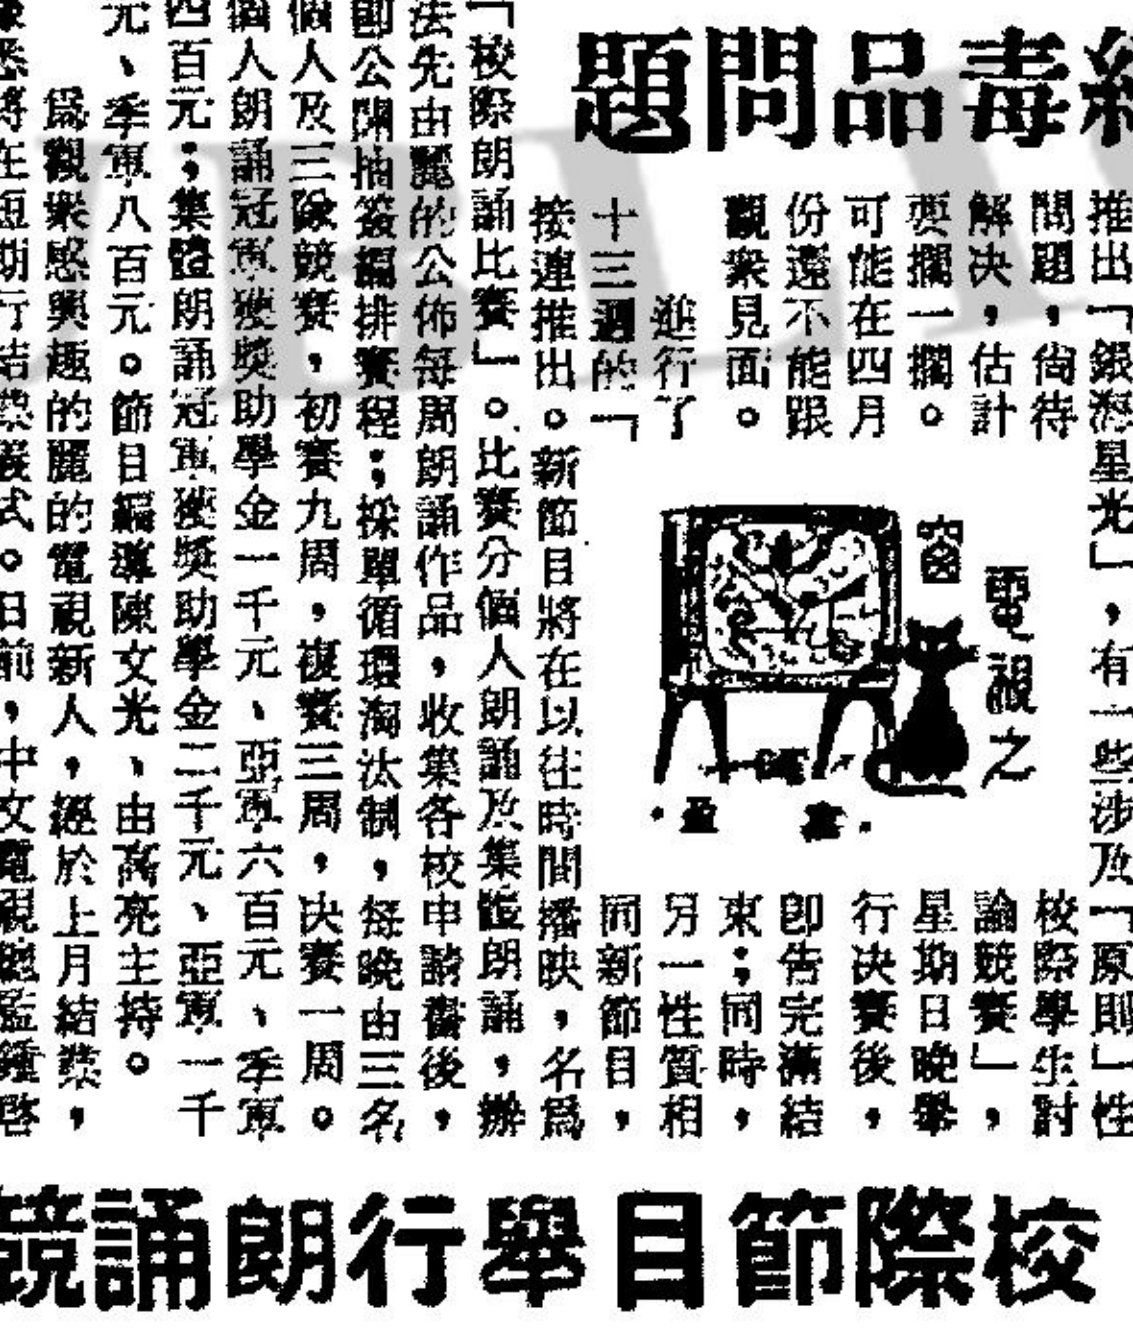 毒品問題
推出「銀海星光」，有一些涉及「原則」性
問題，尚待
解決，估計
要擱一擱。
可能在四月
份還不能跟
觀衆見面。
進行了
十三週的「
電視之
窗
校際學生討
論競賽」，
星期日晚舉
行决賽後，
即告完滿結
束；同時，
另一性質相
同新節目，
接連推出。新節目將在以往時間播映，名爲
「校際朗誦比賽」。比賽分個人朗誦及集體朗誦，辦
法先由麗的公佈每周朗誦作品，收集各校申請書後，
即公開抽簽編排賽程；採單循環淘汰制，每晚由三名
個人及三隊競賽，初賽九周，複賽三周，决賽一周。
個人朗誦冠軍獲獎助學金一千元、亞軍六百元、季軍
四百元；集體朗誦冠軍獲獎助學金二千元、亞軍一千
元、季軍八百元。節目編導陳文光、由高亮主持。
爲觀衆感興趣的麗的電視新人，經於上月結業，
悉將在短期行結業儀式。日前，中文電視總監鍾啓
校際節目舉行朗誦競